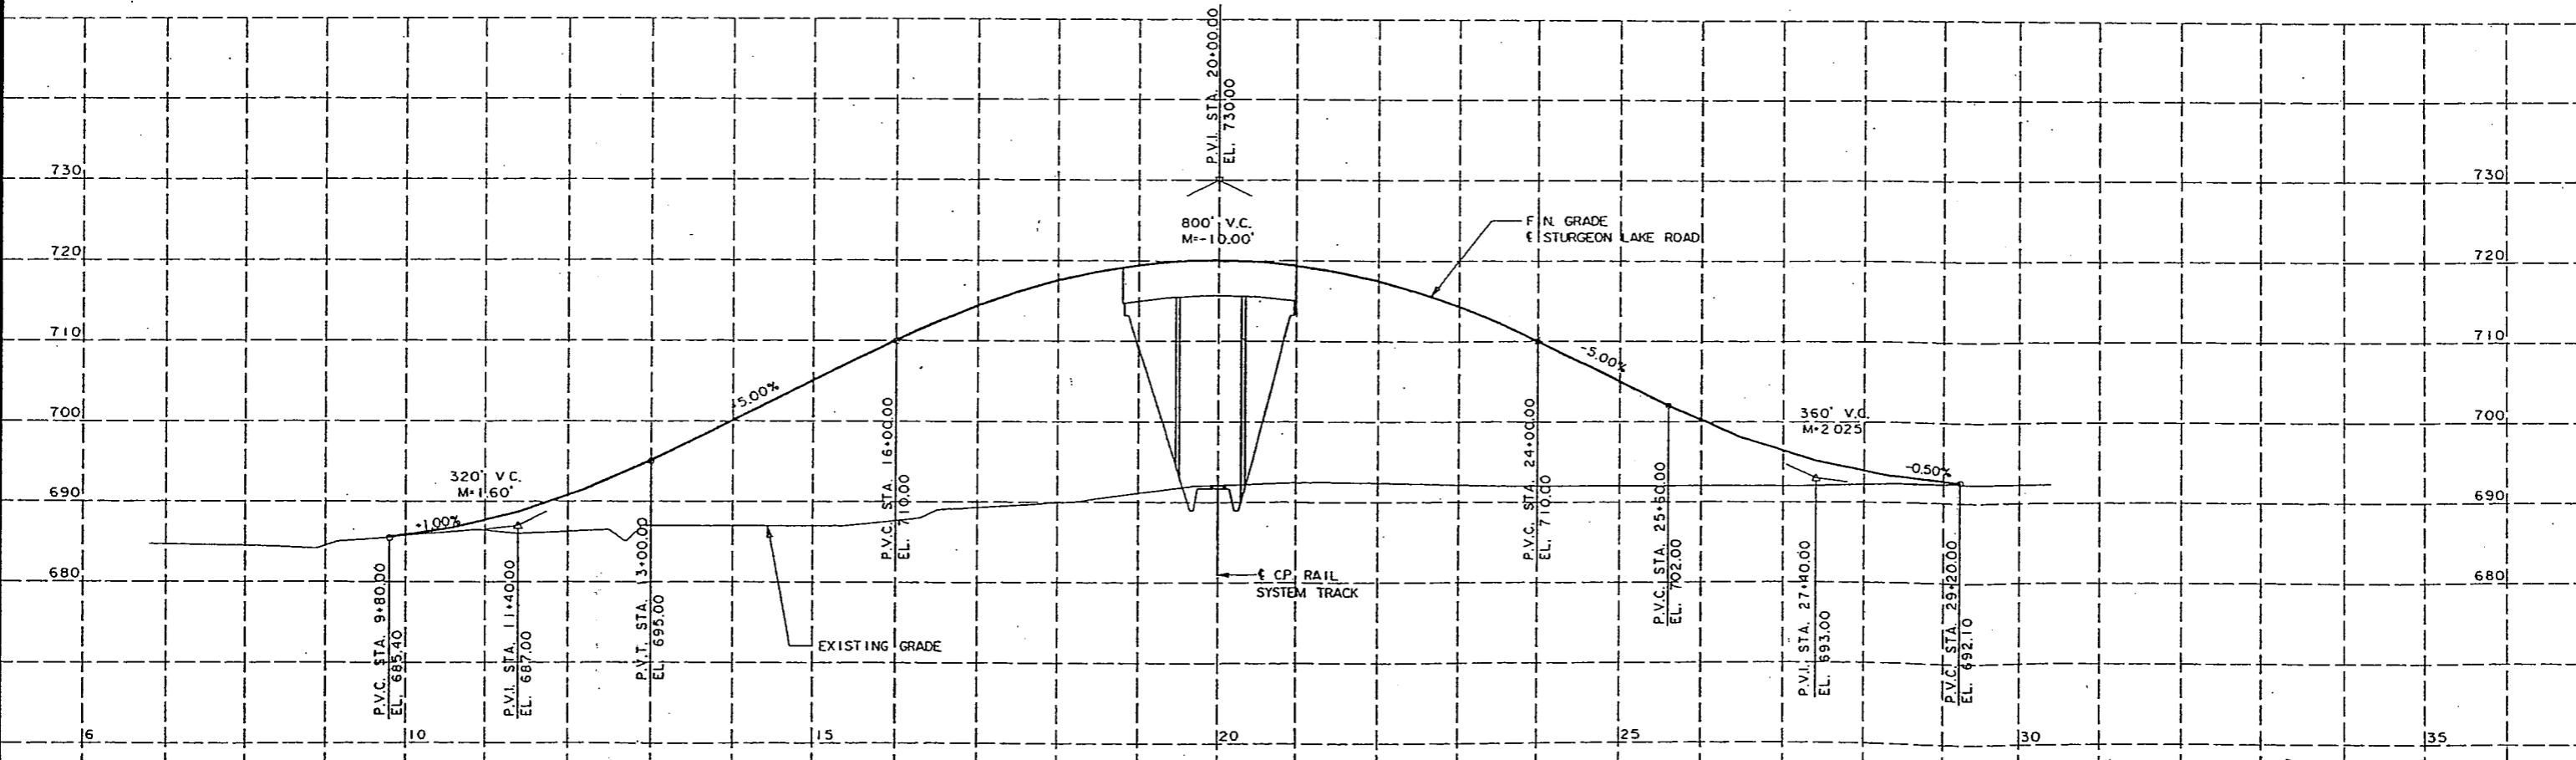 P.V.I. STA. 20+00.00
EL. 730.00
730
730
800' V.C.
M=-10.00'
FIN. GRADE
℄ STURGEON LAKE ROAD
720
720
710
710
+5.00%
-5.00%
700
700
360' V.C.
M=2.025
320' V.C.
M=1.60'
+1.00%
-0.50%
690
690
P.V.C. STA. 16+00.00
EL. 710.00
P.V.C. STA. 24+00.00
EL. 710.00
P.V.C. STA. 25+60.00
EL. 702.00
680
680
℄ C.P. RAIL
SYSTEM TRACK
P.V.C. STA. 9+80.00
EL. 685.40
P.V.I. STA. 11+40.00
EL. 687.00
P.V.T. STA. 13+00.00
EL. 695.00
EXISTING GRADE
P.V.I. STA. 27+40.00
EL. 693.00
P.V.C. STA. 29+20.00
EL. 692.10
6
10
15
20
25
30
35